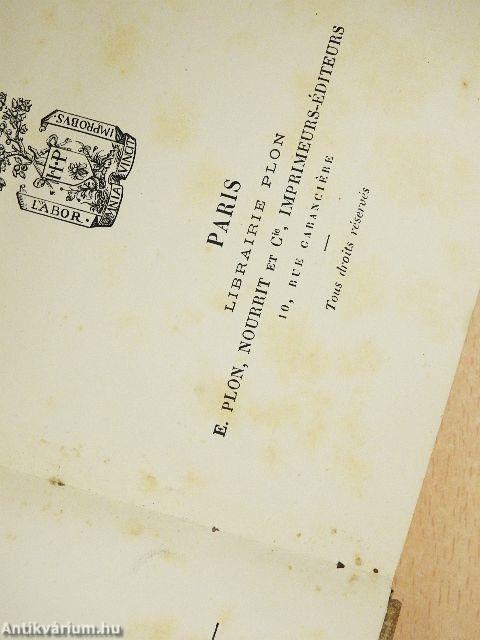 IMPROBVS·
H·P
LABOR·
OMNIA VINCIT
PARIS
LIBRAIRIE PLON
E. PLON, NOURRIT ET Cie, IMPRIMEURS-ÉDITEURS
10, RUE GARANCIÈRE
Tous droits réservés
Antikvárium.hu